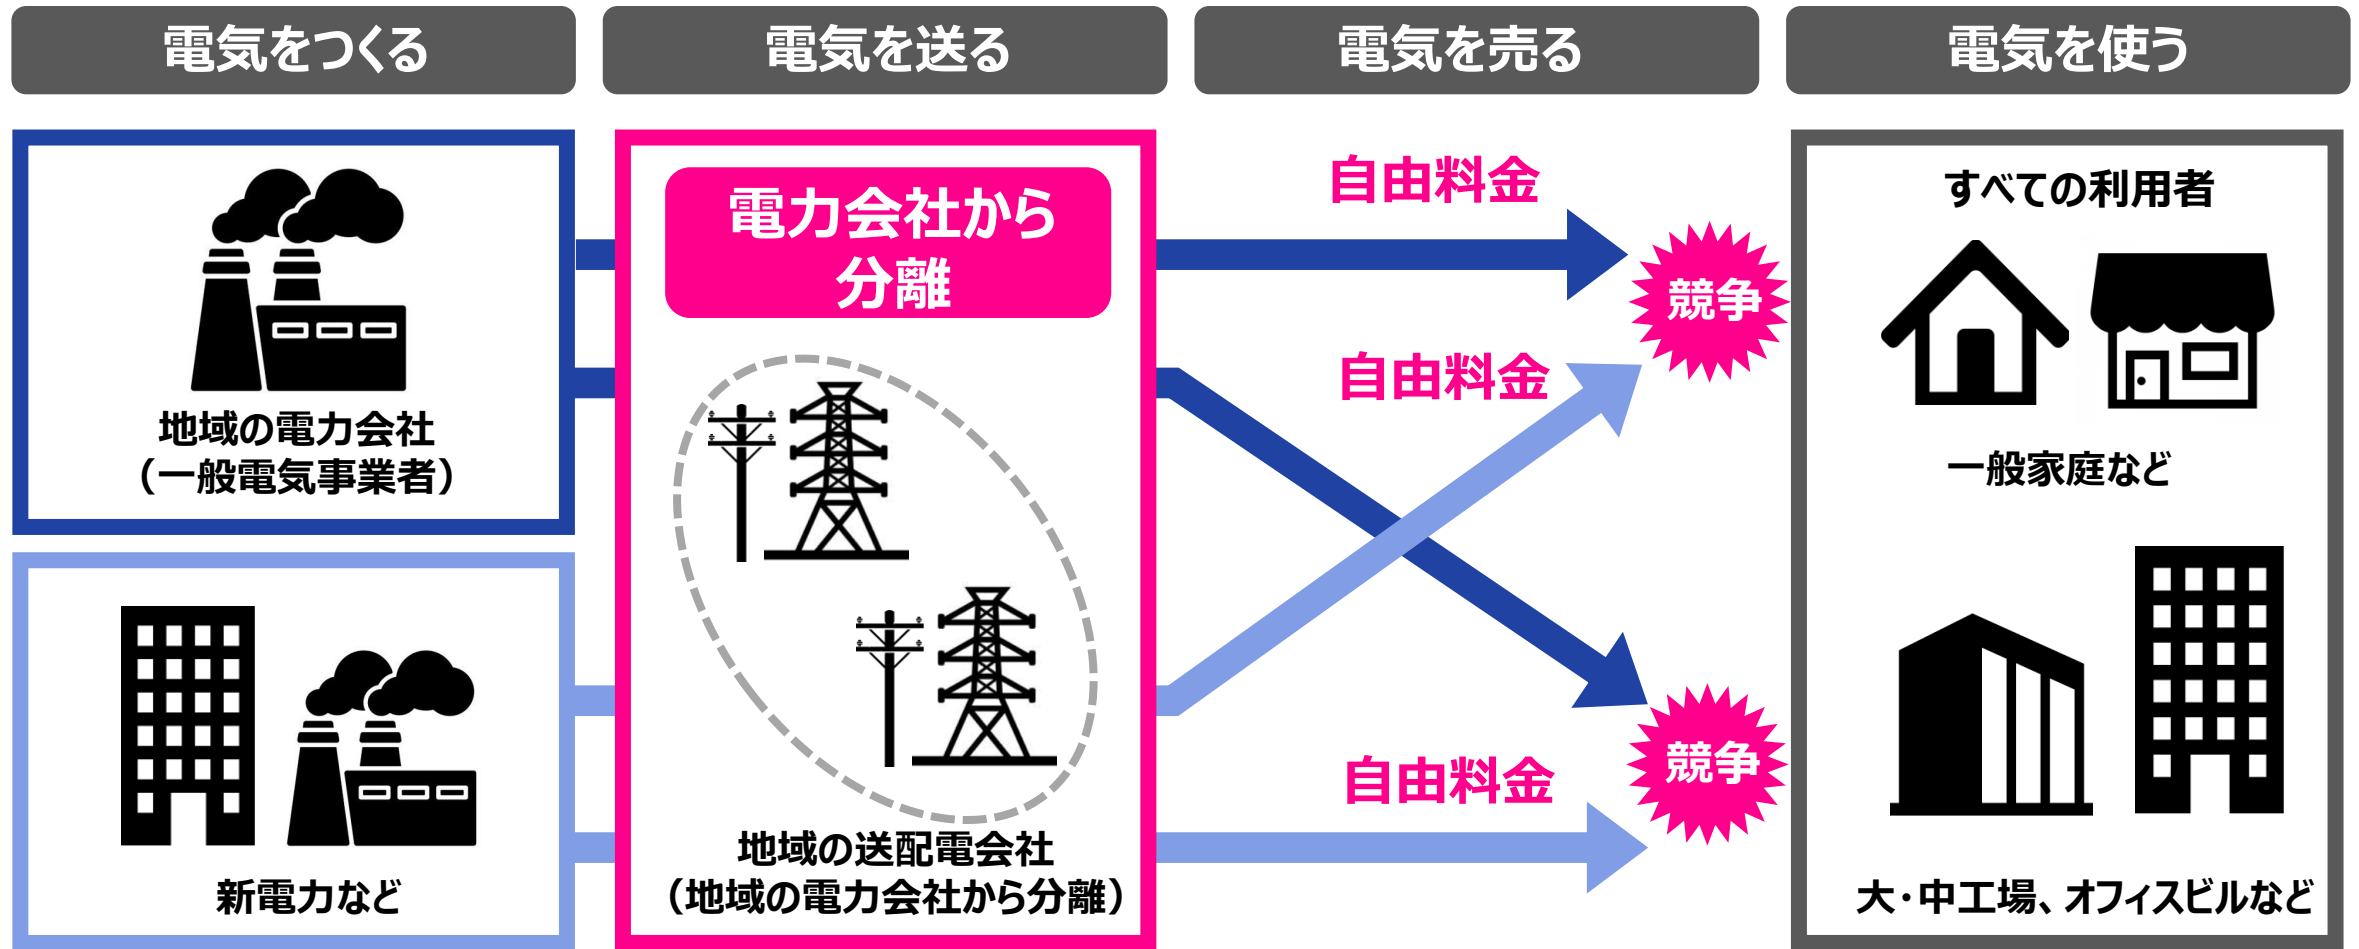 電気をつくる
電気を送る
電気を売る
電気を使う
地域の電力会社
（一般電気事業者）
新電力など
電力会社から
分離
地域の送配電会社
（地域の電力会社から分離）
自由料金
自由料金
自由料金
競争
競争
すべての利用者
一般家庭など
大・中工場、オフィスビルなど